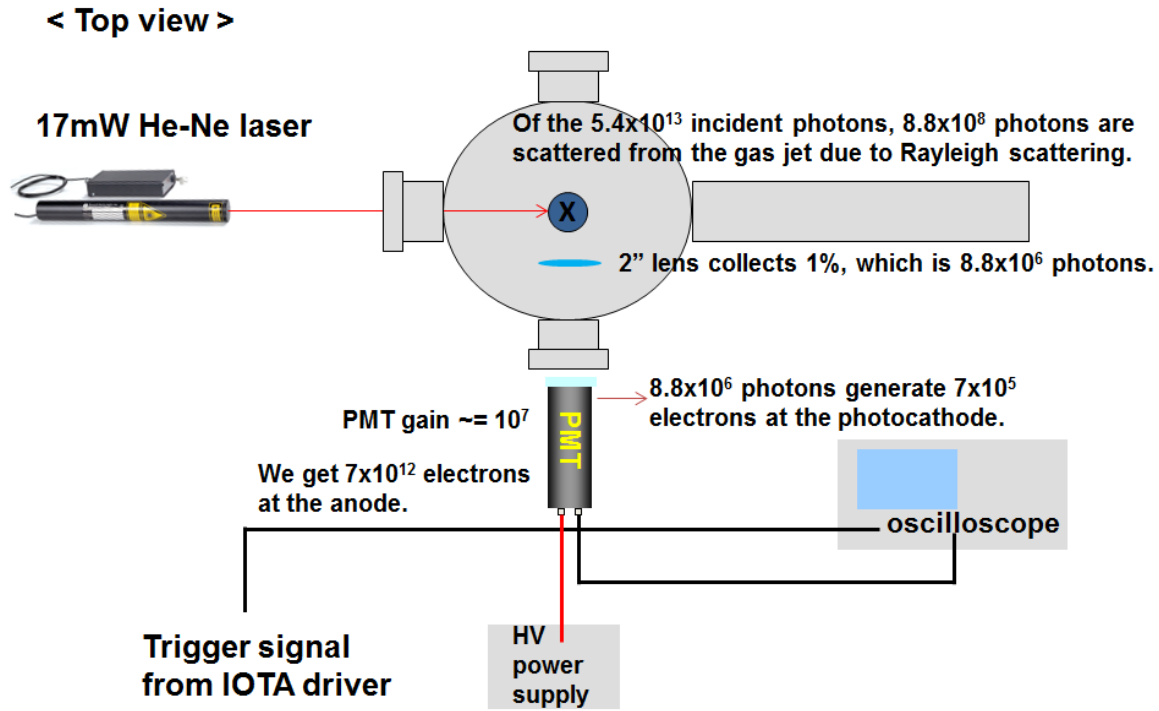 < Top view >
17mW He-Ne laser
Of the 5.4x10¹³ incident photons, 8.8x10⁸ photons are
scattered from the gas jet due to Rayleigh scattering.
X
2” lens collects 1%, which is 8.8x10⁶ photons.
8.8x10⁶ photons generate 7x10⁵
electrons at the photocathode.
PMT gain ~= 10⁷
PMT
We get 7x10¹² electrons
at the anode.
oscilloscope
Trigger signal
from IOTA driver
HV
power
supply